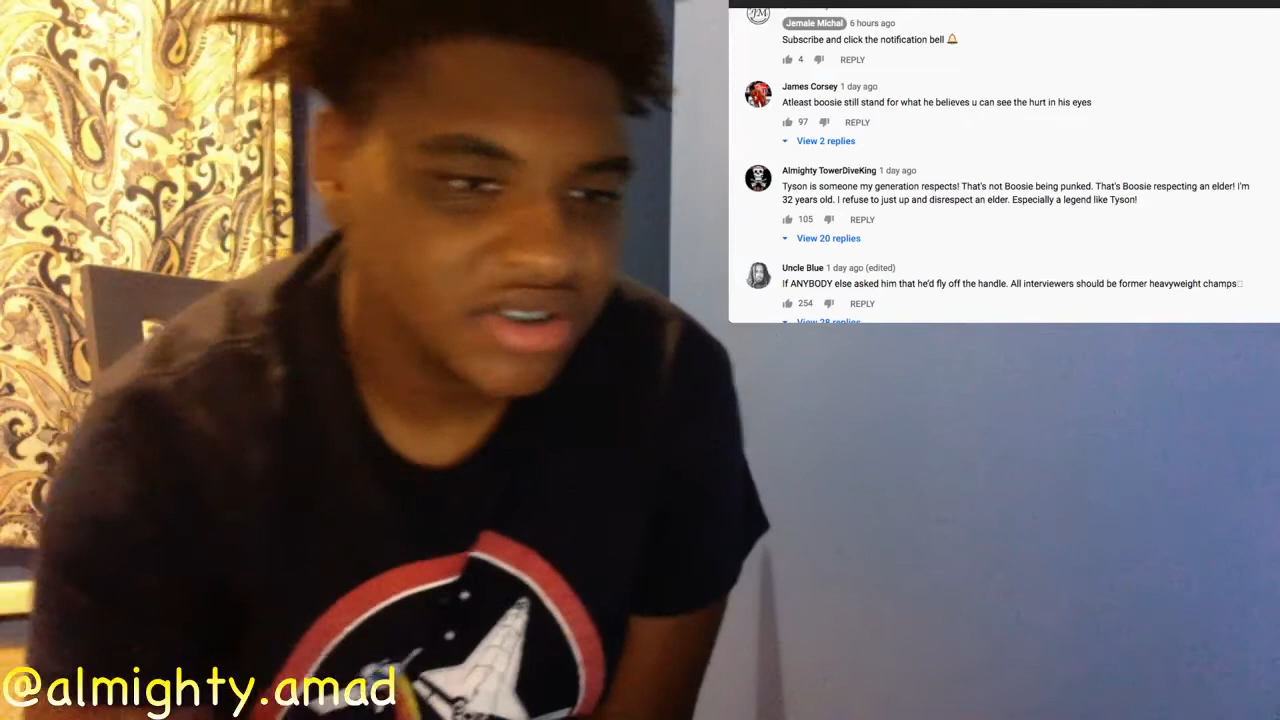 Jemale Michal 6 hours ago
Subscribe and click the notification bell 🔔
4 REPLY
James Corsey 1 day ago
Atleast boosie still stand for what he believes u can see the hurt in his eyes
97 REPLY
View 2 replies
Almighty TowerDiveKing 1 day ago
Tyson is someone my generation respects! That's not Boosie being punked. That's Boosie respecting an elder! I'm
32 years old. I refuse to just up and disrespect an elder. Especially a legend like Tyson!
105 REPLY
View 20 replies
Uncle Blue 1 day ago (edited)
If ANYBODY else asked him that he'd fly off the handle. All interviewers should be former heavyweight champs
254 REPLY
View 28 replies
@almighty.amad